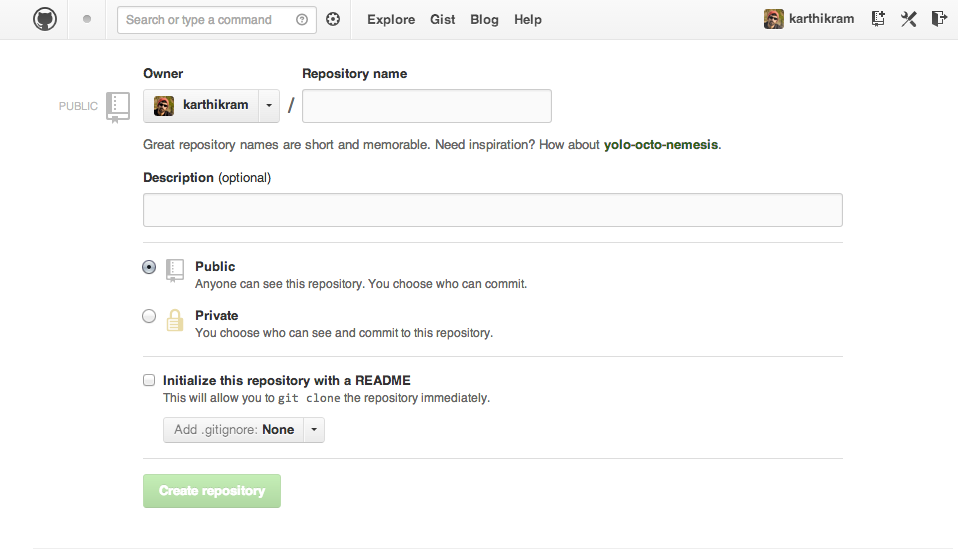 Search or type a command
Explore Gist Blog Help
karthikram
Owner
Repository name
PUBLIC
karthikram
/
Great repository names are short and memorable. Need inspiration? How about yolo-octo-nemesis.
Description (optional)
Public
Anyone can see this repository. You choose who can commit.
Private
You choose who can see and commit to this repository.
Initialize this repository with a README
This will allow you to git clone the repository immediately.
Add .gitignore: None
Create repository